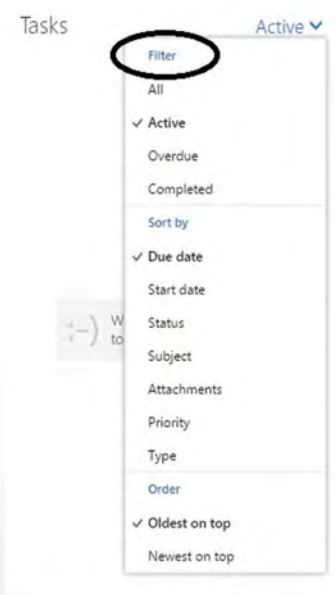 Tasks
Active
Filter
All
Active
Overdue
Completed
Sort by
Due date
Start date
Status
Subject
Attachments
Priority
Type
Order
Oldest on top
Newest on top